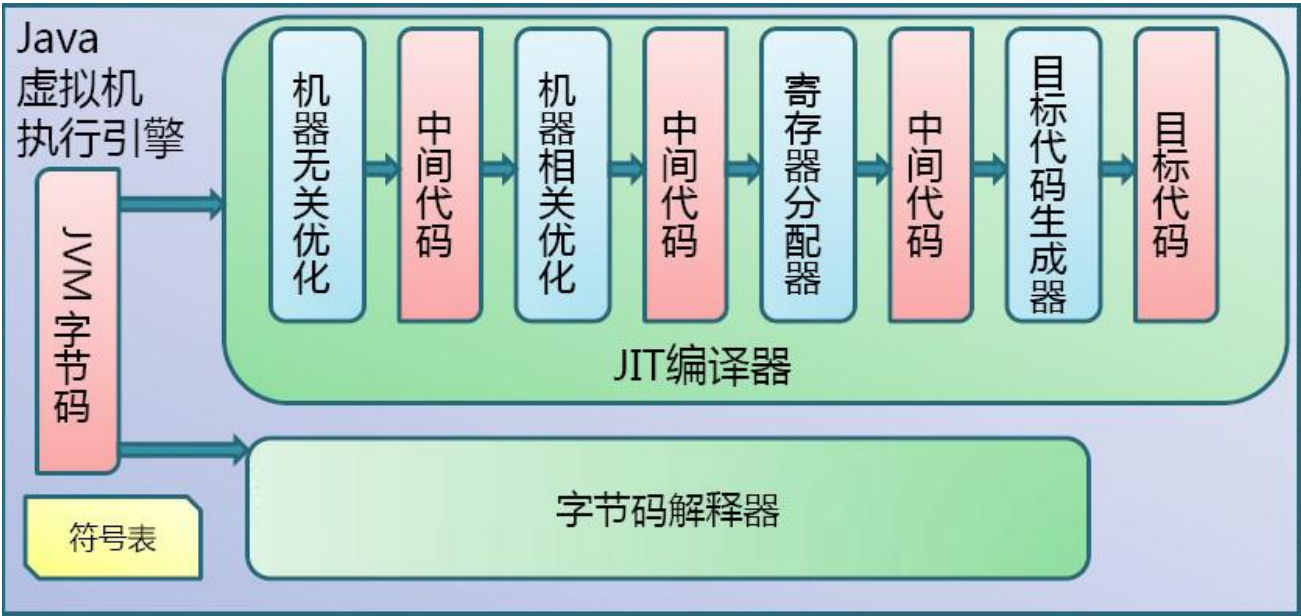 Java
虚拟机
执行引擎
JVM字节码
符号表
机器无关优化
中间代码
机器相关优化
中间代码
寄存器分配器
中间代码
目标代码生成器
目标代码
JIT编译器
字节码解释器